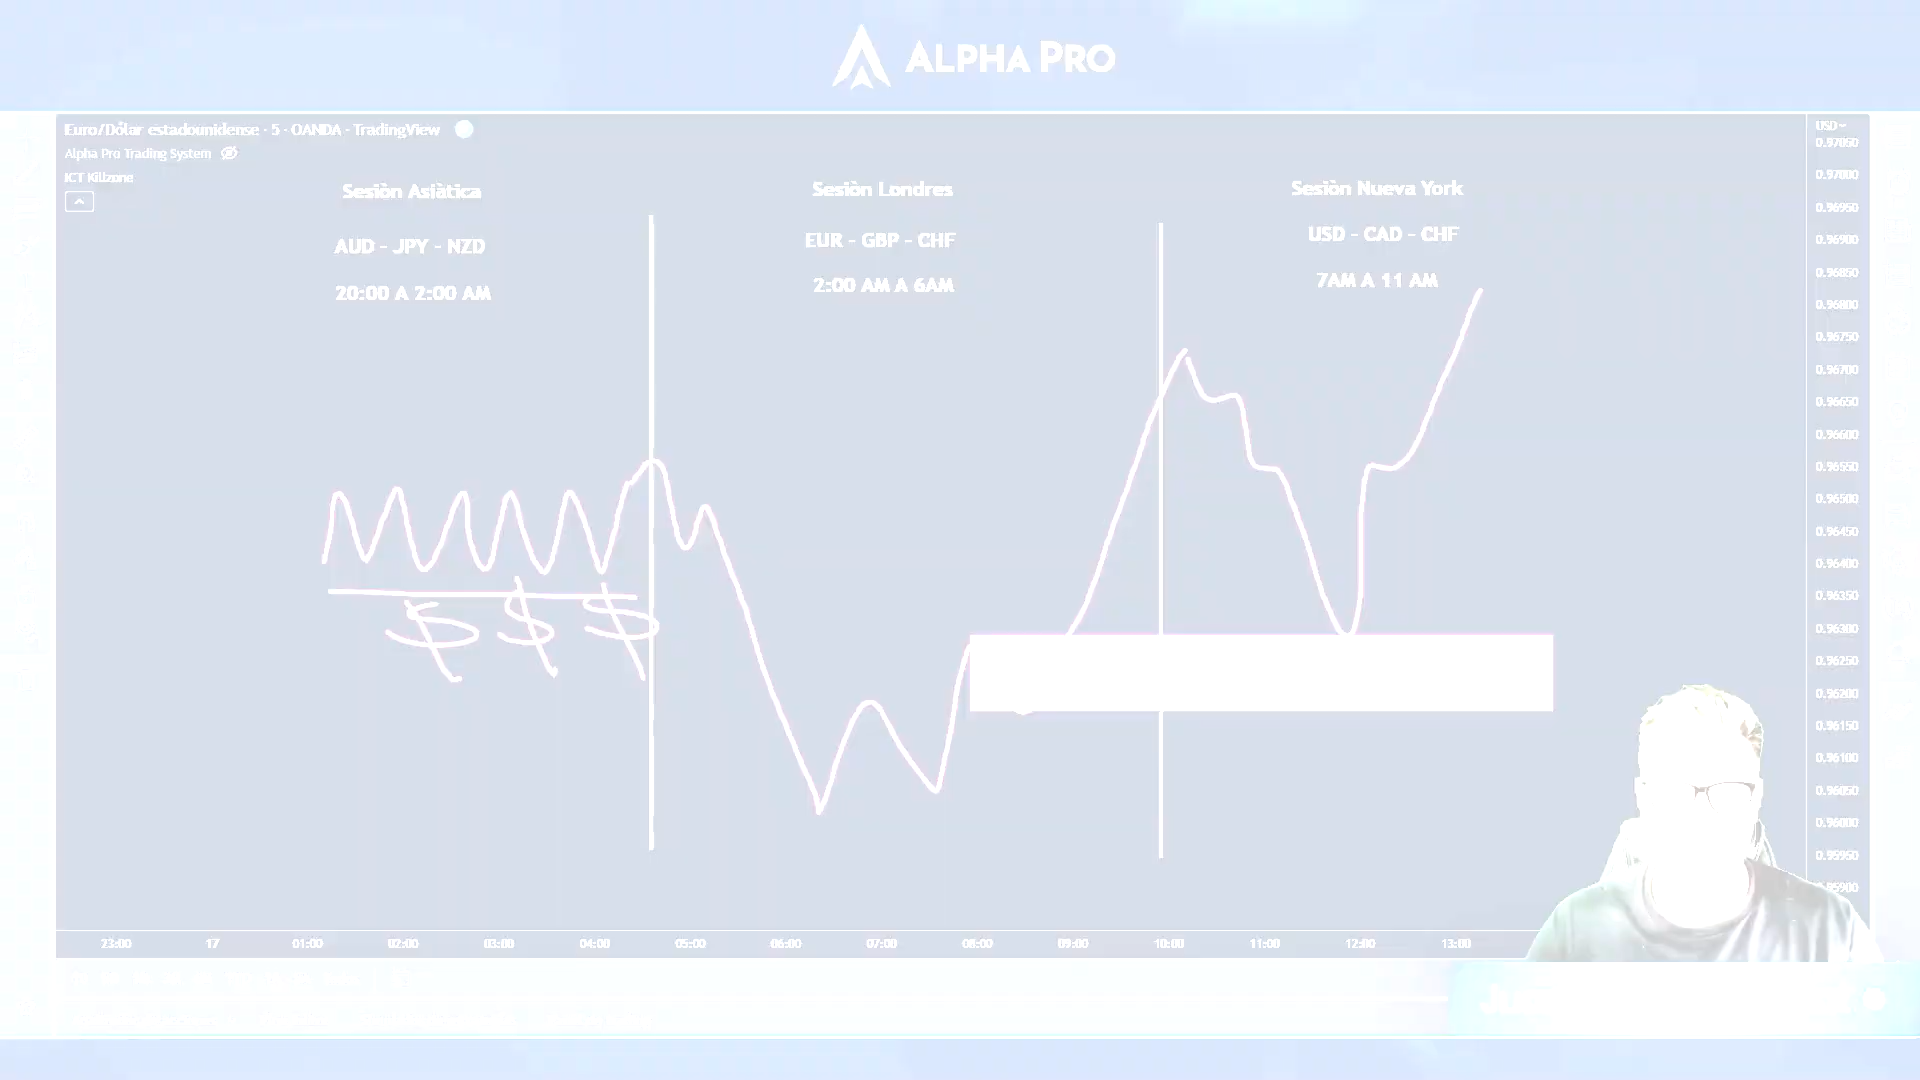 ALPHA PRO
Euro/Dólar estadounidense · 5 · OANDA · TradingView
Alpha Pro Trading System
ICT Killzone
Sesiòn Asiàtica
AUD - JPY - NZD
20:00 A 2:00 AM
Sesiòn Londres
EUR - GBP - CHF
2:00 AM A 6AM
Sesiòn Nueva York
USD - CAD - CHF
7AM A 11 AM
$ $ $
USD
0.97050
0.97000
0.96950
0.96900
0.96850
0.96800
0.96750
0.96700
0.96650
0.96600
0.96550
0.96500
0.96450
0.96400
0.96350
0.96300
0.96250
0.96200
0.96150
0.96100
0.96050
0.96000
0.95950
23:00 17 01:00 02:00 03:00 04:00 05:00 06:00 07:00 08:00 09:00 10:00 11:00 12:00 13:00